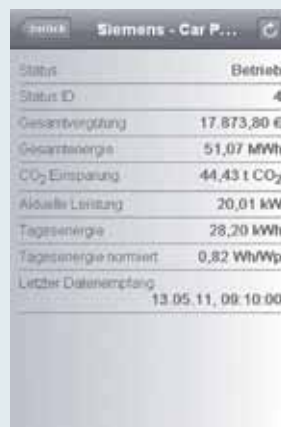 zurück Siemens - Car P...
Status Betrieb
Status ID 4
Gesamtvergütung 17.873,80 €
Gesamtenergie 51,07 MWh
CO₂ Einsparung 44,43 t CO₂
Aktuelle Leistung 20,01 kW
Tagesenergie 28,20 kWh
Tagesenergie normiert 0,82 Wh/Wp
Letzter Datenempfang
13.05.11, 09:10:00